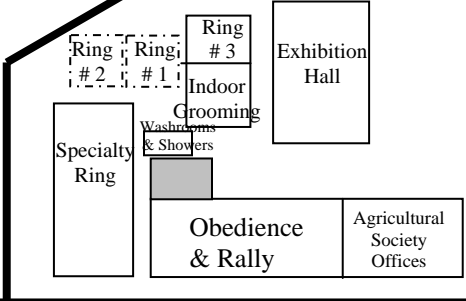 Ring
# 2
Ring
# 1
Ring
# 3
Exhibition
Hall
Indoor
Grooming
Washrooms
& Showers
Specialty
Ring
Obedience
& Rally
Agricultural
Society
Offices